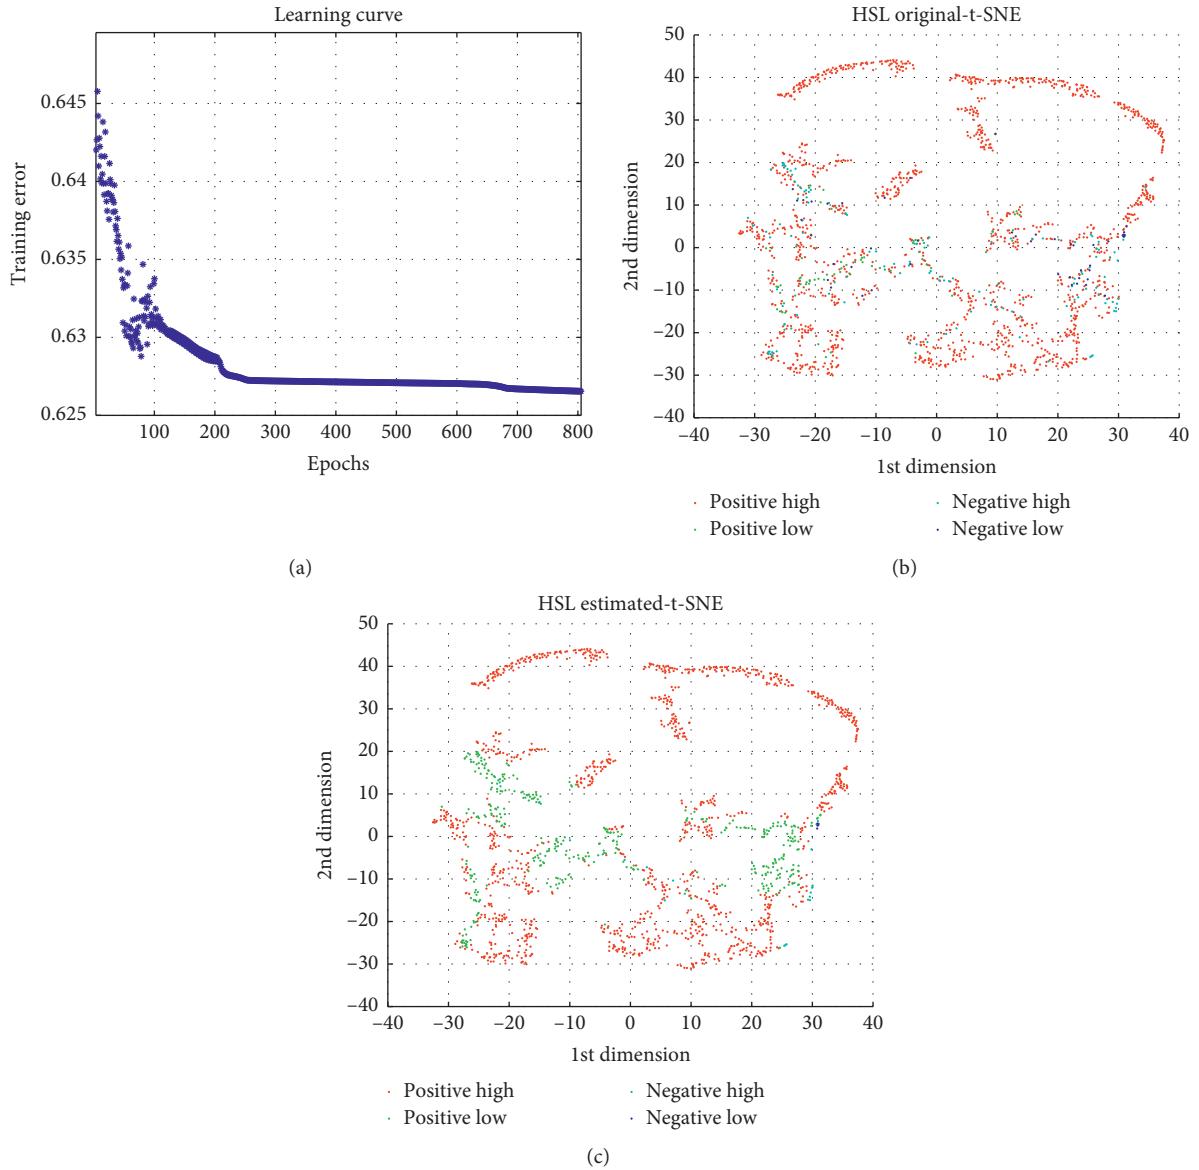 Learning curve
0.645
0.64
0.635
0.63
0.625
Training error
100 200 300 400 500 600 700 800
Epochs
(a)
HSL original-t-SNE
50
40
30
20
10
0
−10
−20
−30
−40
2nd dimension
−40 −30 −20 −10 0 10 20 30 40
1st dimension
Positive high
Positive low
Negative high
Negative low
(b)
HSL estimated-t-SNE
50
40
30
20
10
0
−10
−20
−30
−40
2nd dimension
−40 −30 −20 −10 0 10 20 30 40
1st dimension
Positive high
Positive low
Negative high
Negative low
(c)